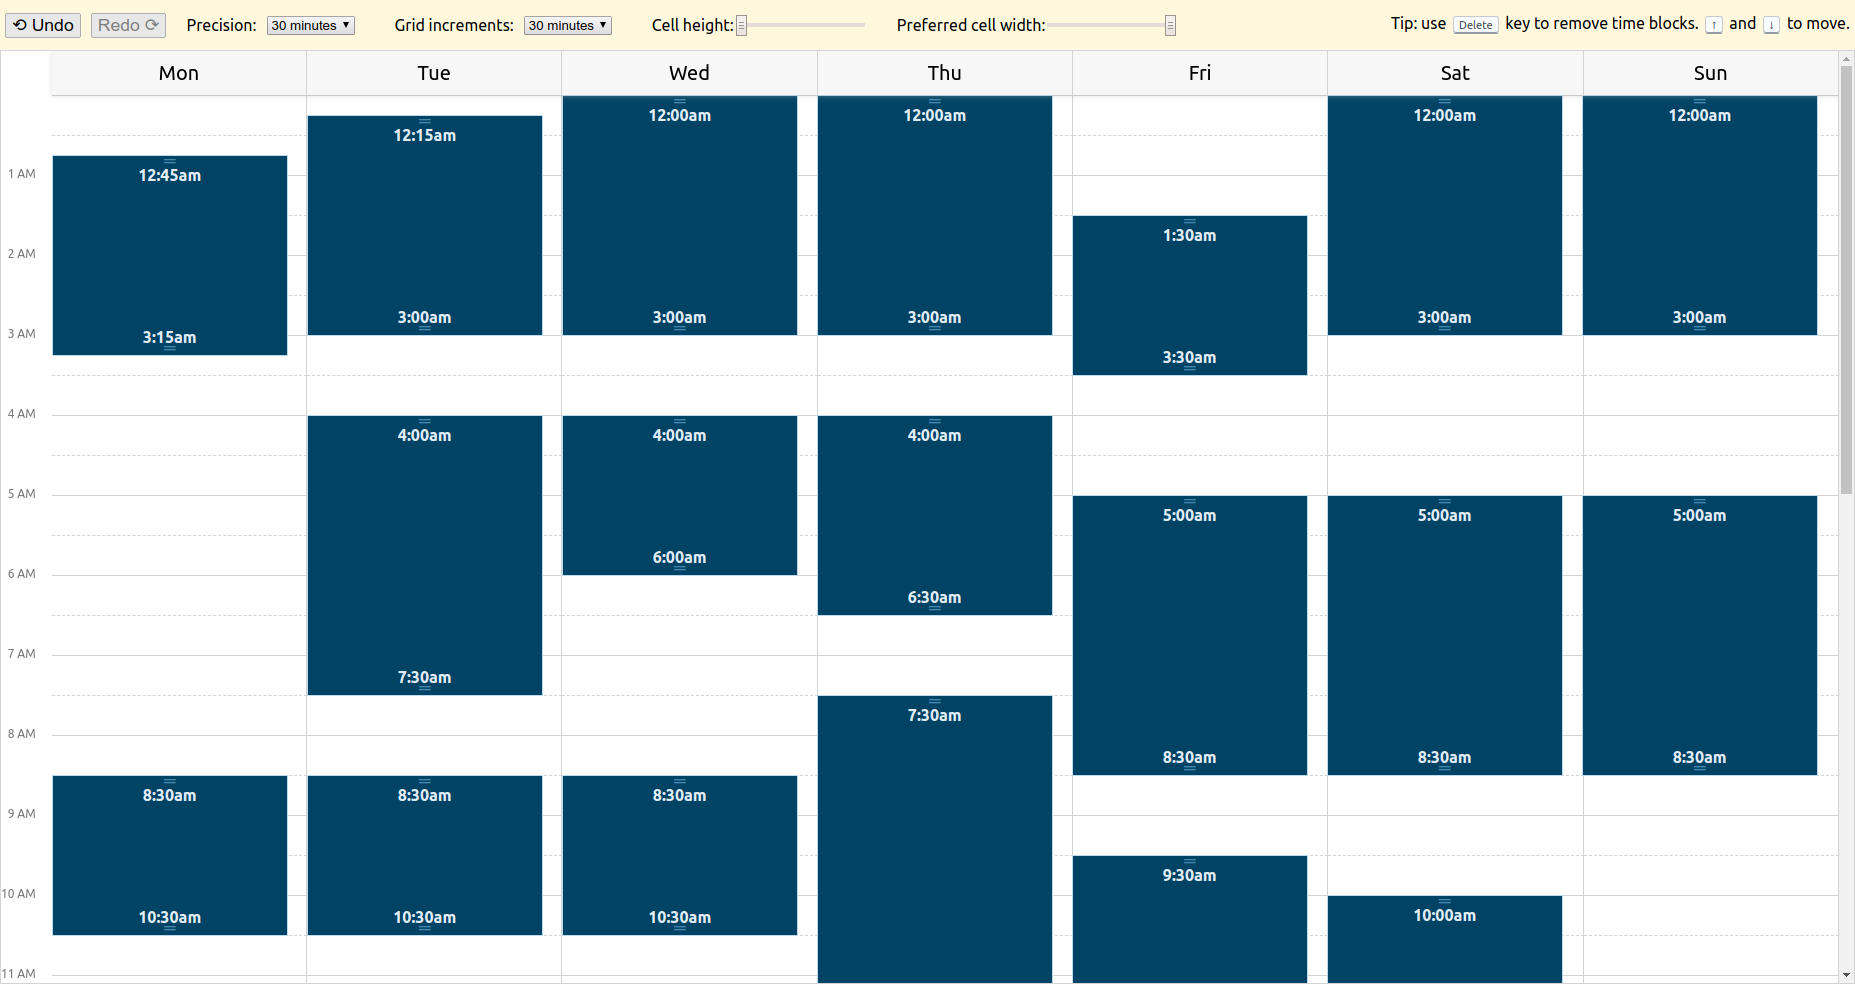 ⟲ Undo Redo ⟳ Precision: 30 minutes ▼ Grid increments: 30 minutes ▼ Cell height: Preferred cell width: Tip: use Delete key to remove time blocks. ↑ and ↓ to move.
Mon Tue Wed Thu Fri Sat Sun
12:00am 12:00am 12:00am 12:00am
12:15am
1 AM 12:45am
1:30am
2 AM
3:00am 3:00am 3:00am 3:00am 3:00am
3 AM 3:15am
3:30am
4 AM
4:00am 4:00am 4:00am
5 AM
5:00am 5:00am 5:00am
6:00am
6 AM
6:30am
7 AM
7:30am
7:30am
8 AM
8:30am 8:30am 8:30am
8:30am 8:30am 8:30am
9 AM
9:30am
10 AM
10:30am 10:30am 10:30am 10:00am
11 AM